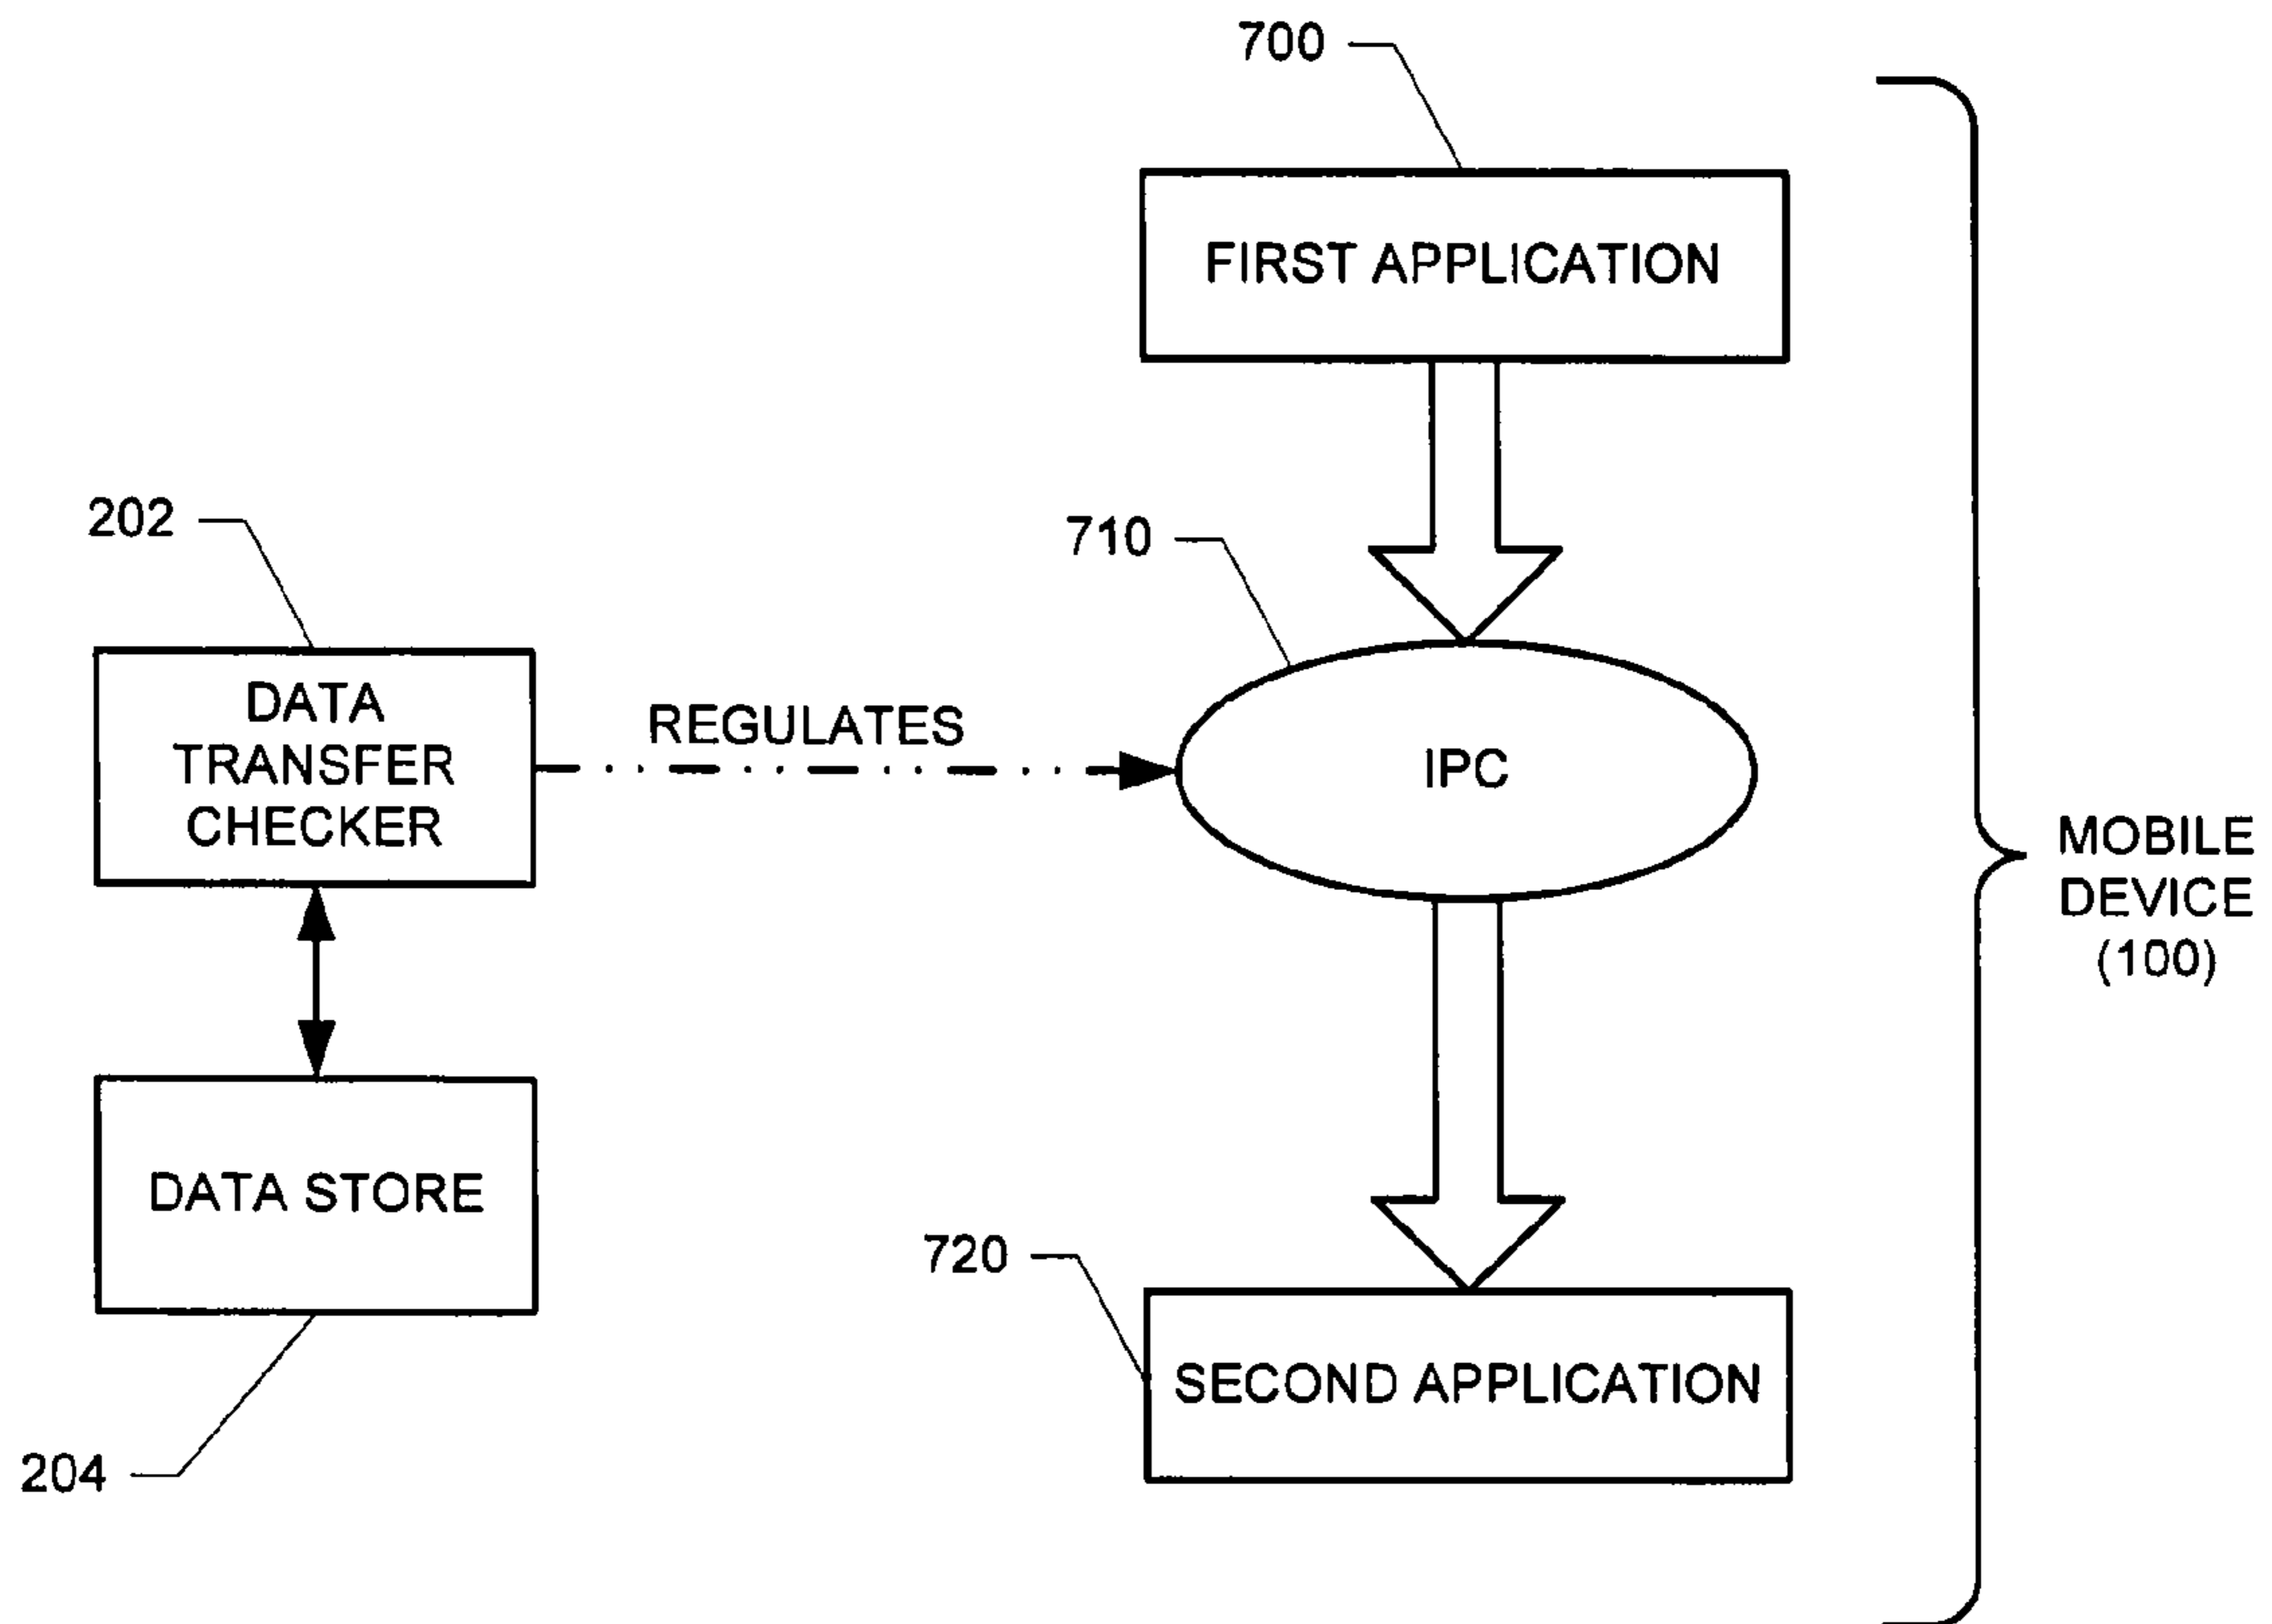 700
FIRST APPLICATION
202
710
DATA
TRANSFER
CHECKER
REGULATES
IPC
MOBILE
DEVICE
(100)
DATA STORE
720
SECOND APPLICATION
204